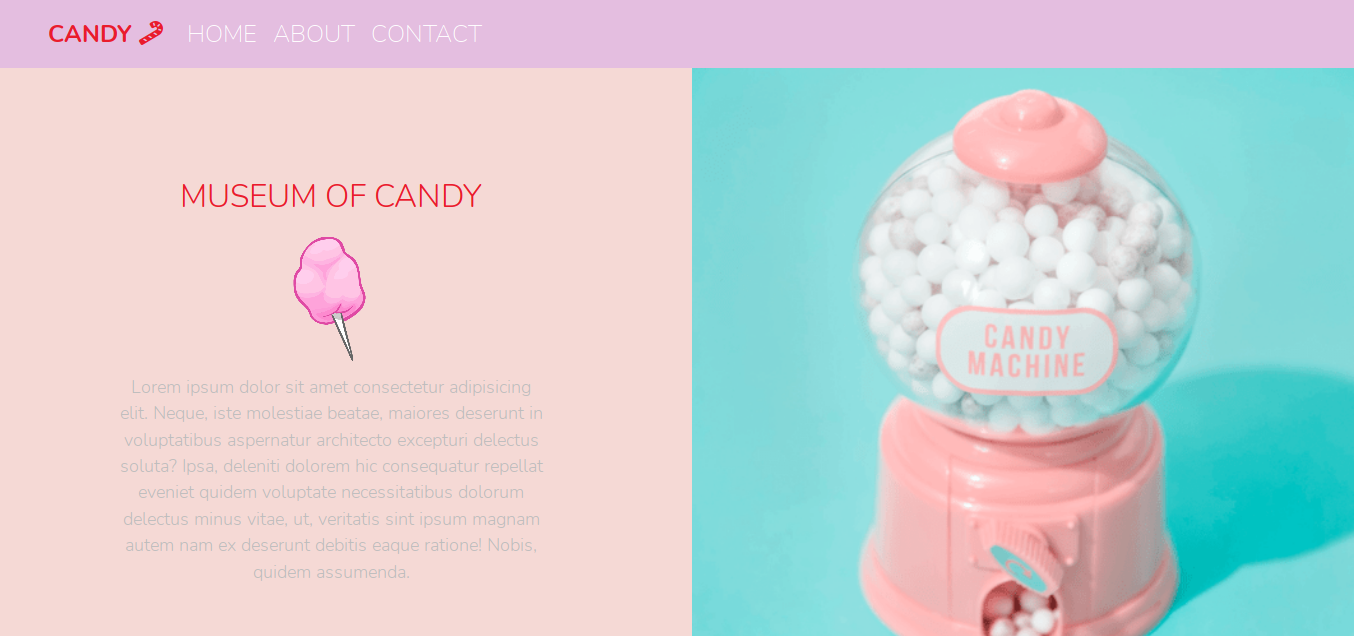 CANDY HOME ABOUT CONTACT
MUSEUM OF CANDY
Lorem ipsum dolor sit amet consectetur adipisicing
elit. Neque, iste molestiae beatae, maiores deserunt in
voluptatibus aspernatur architecto excepturi delectus
soluta? Ipsa, deleniti dolorem hic consequatur repellat
eveniet quidem voluptate necessitatibus dolorum
delectus minus vitae, ut, veritatis sint ipsum magnam
autem nam ex deserunt debitis eaque ratione! Nobis,
quidem assumenda.
CANDY
MACHINE